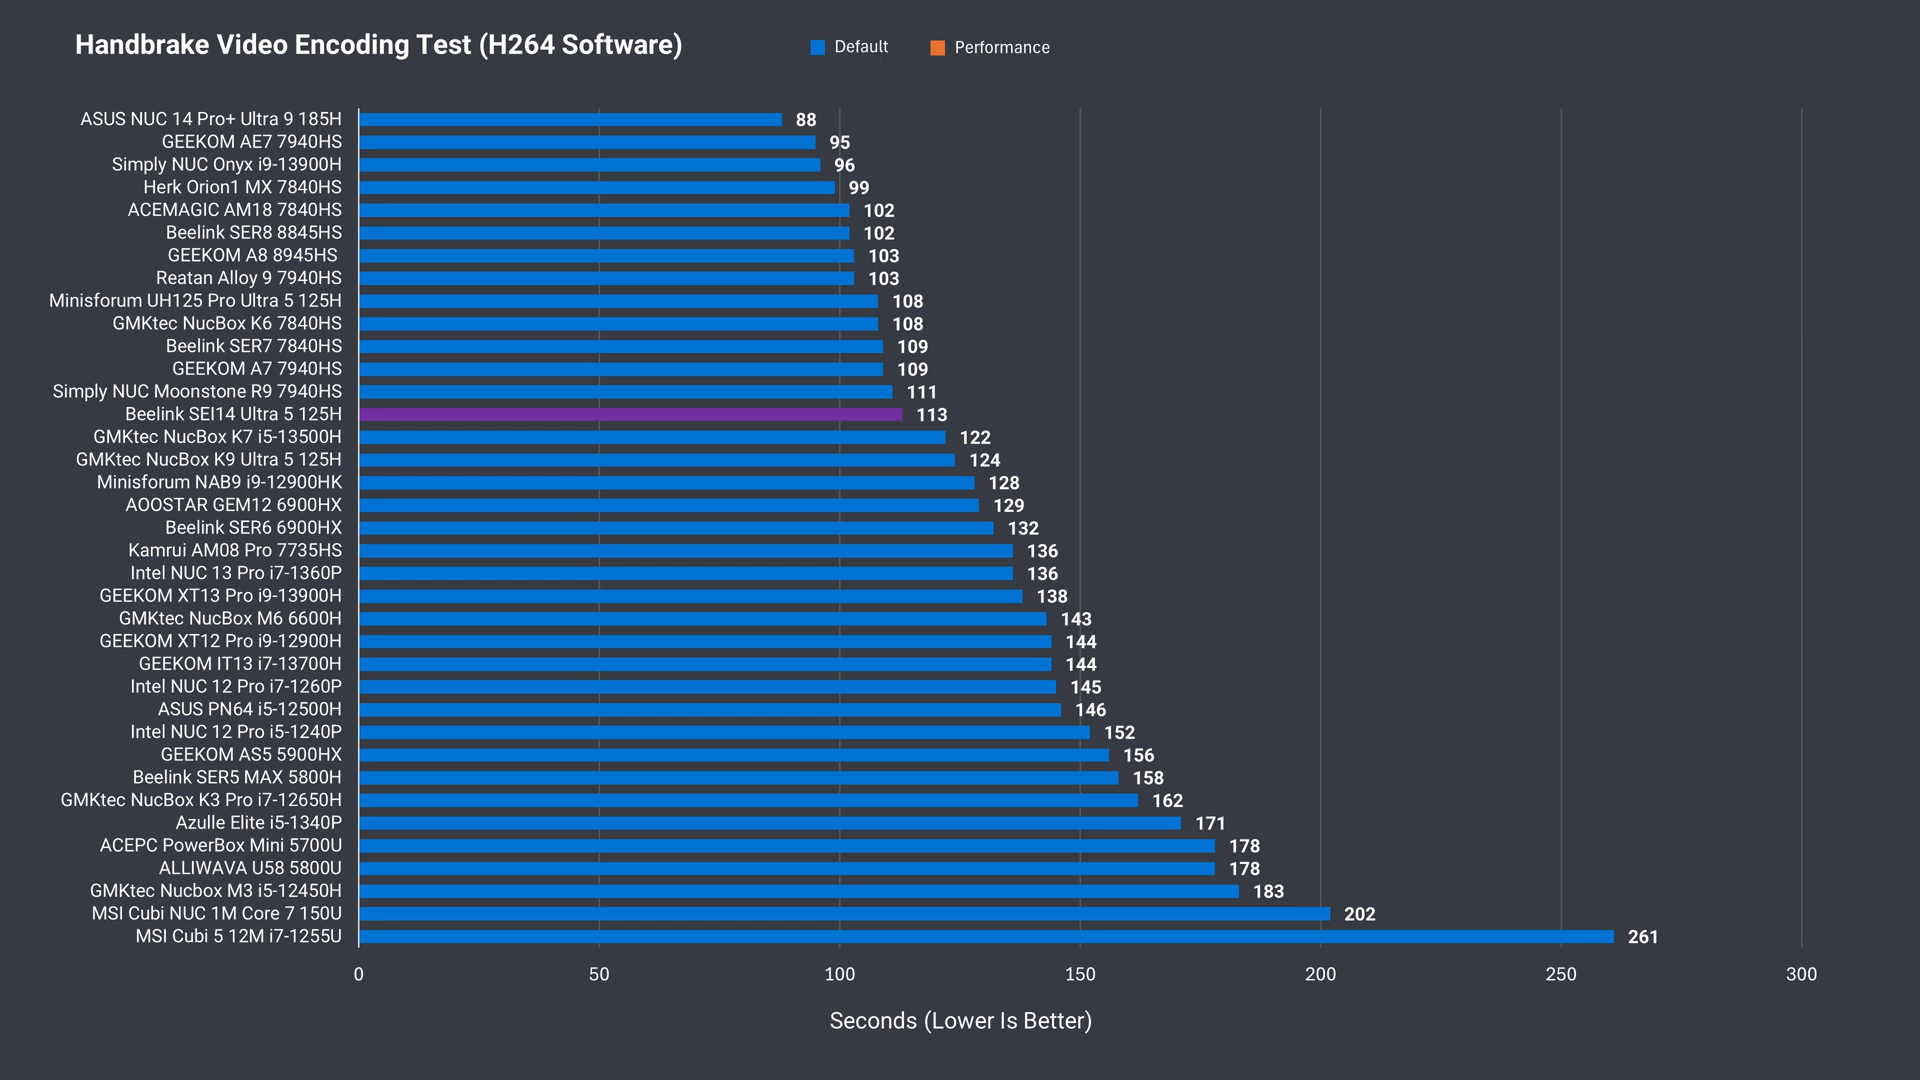 Handbrake Video Encoding Test (H264 Software)
Default
Performance
ASUS NUC 14 Pro+ Ultra 9 185H 88
GEEKOM AE7 7940HS 95
Simply NUC Onyx i9-13900H 96
Herk Orion1 MX 7840HS 99
ACEMAGIC AM18 7840HS 102
Beelink SER8 8845HS 102
GEEKOM A8 8945HS 103
Reatan Alloy 9 7940HS 103
Minisforum UH125 Pro Ultra 5 125H 108
GMKtec NucBox K6 7840HS 108
Beelink SER7 7840HS 109
GEEKOM A7 7940HS 109
Simply NUC Moonstone R9 7940HS 111
Beelink SEI14 Ultra 5 125H 113
GMKtec NucBox K7 i5-13500H 122
GMKtec NucBox K9 Ultra 5 125H 124
Minisforum NAB9 i9-12900HK 128
AOOSTAR GEM12 6900HX 129
Beelink SER6 6900HX 132
Kamrui AM08 Pro 7735HS 136
Intel NUC 13 Pro i7-1360P 136
GEEKOM XT13 Pro i9-13900H 138
GMKtec NucBox M6 6600H 143
GEEKOM XT12 Pro i9-12900H 144
GEEKOM IT13 i7-13700H 144
Intel NUC 12 Pro i7-1260P 145
ASUS PN64 i5-12500H 146
Intel NUC 12 Pro i5-1240P 152
GEEKOM AS5 5900HX 156
Beelink SER5 MAX 5800H 158
GMKtec NucBox K3 Pro i7-12650H 162
Azulle Elite i5-1340P 171
ACEPC PowerBox Mini 5700U 178
ALLIWAVA U58 5800U 178
GMKtec Nucbox M3 i5-12450H 183
MSI Cubi NUC 1M Core 7 150U 202
MSI Cubi 5 12M i7-1255U 261
0 50 100 150 200 250 300
Seconds (Lower Is Better)